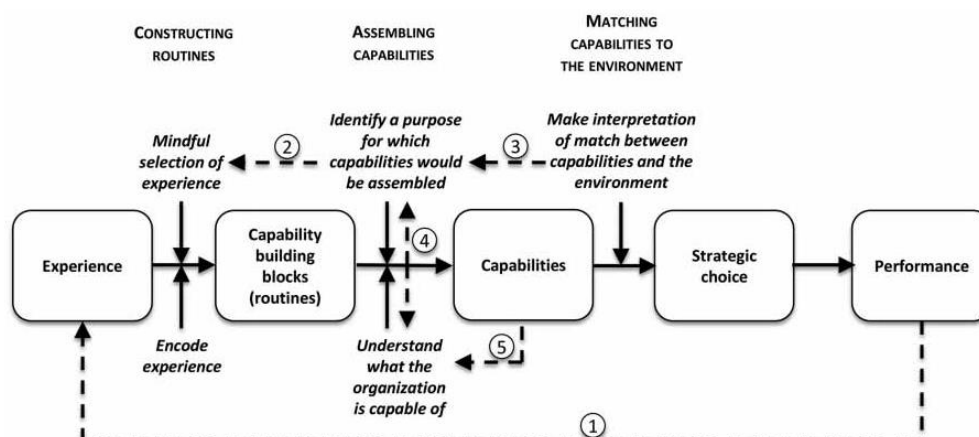 CONSTRUCTING
ROUTINES
ASSEMBLING
CAPABILITIES
MATCHING
CAPABILITIES TO
THE ENVIRONMENT
Mindful
selection of
experience
2
Identify a purpose
for which
capabilities would
be assembled
3
Make interpretation
of match between
capabilities and the
environment
Experience
Capability
building
blocks
(routines)
4
Capabilities
Strategic
choice
Performance
Encode
experience
Understand
what the
organization
is capable of
5
1